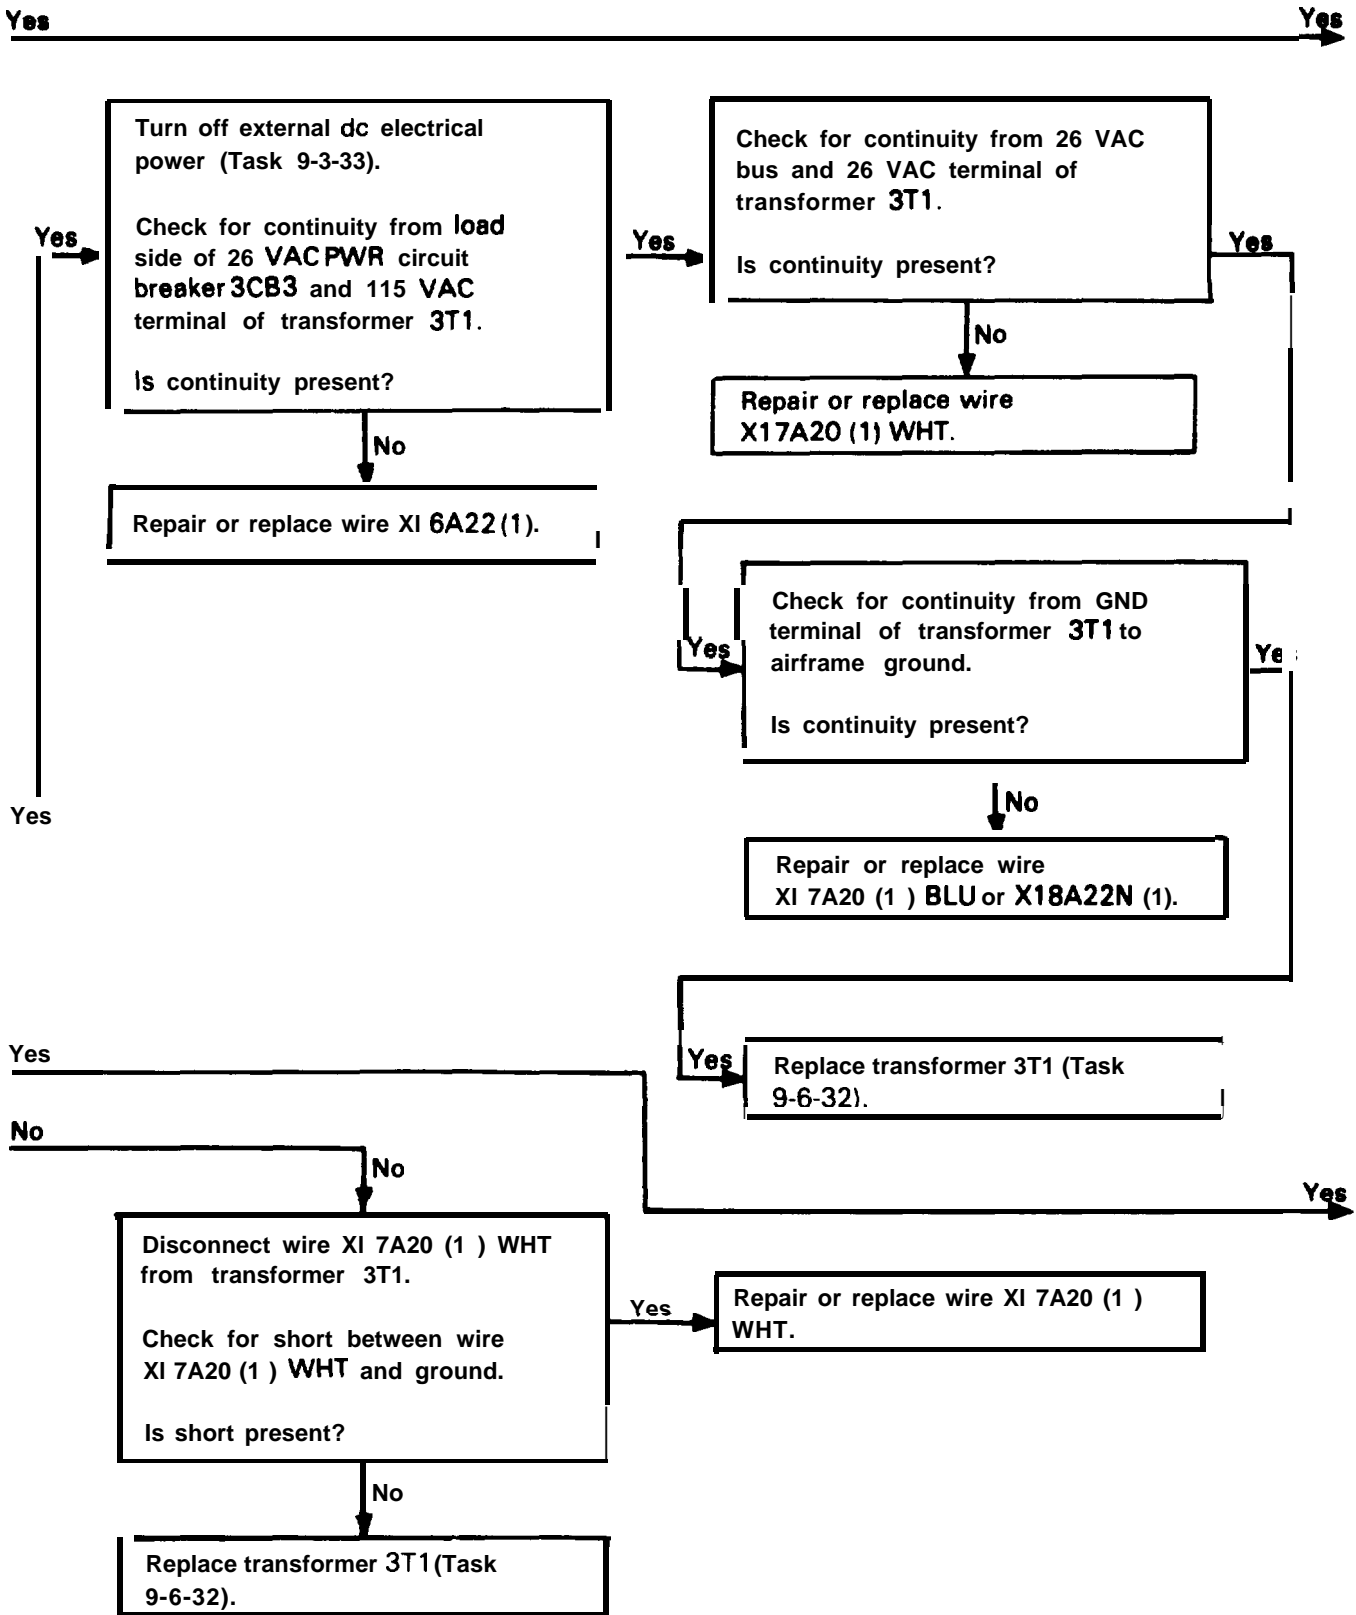 Yes
Yes
Turn off external dc electrical
power (Task 9-3-33).
Check for continuity from load
side of 26 VAC PWR circuit
breaker 3CB3 and 115 VAC
terminal of transformer 3T1.
Is continuity present?
Yes
Yes
Check for continuity from 26 VAC
bus and 26 VAC terminal of
transformer 3T1.
Is continuity present?
Yes
No
Repair or replace wire
X17A20 (1) WHT.
No
Repair or replace wire XI 6A22 (1).
Yes
Check for continuity from GND
terminal of transformer 3T1 to
airframe ground.
Is continuity present?
Ye
Yes
No
Repair or replace wire
XI 7A20 (1 ) BLU or X18A22N (1).
Yes
Yes
Replace transformer 3T1 (Task
9-6-32).
No
No
Yes
Disconnect wire XI 7A20 (1 ) WHT
from transformer 3T1.
Check for short between wire
XI 7A20 (1 ) WHT and ground.
Is short present?
Yes
Repair or replace wire XI 7A20 (1 )
WHT.
No
Replace transformer 3T1 (Task
9-6-32).